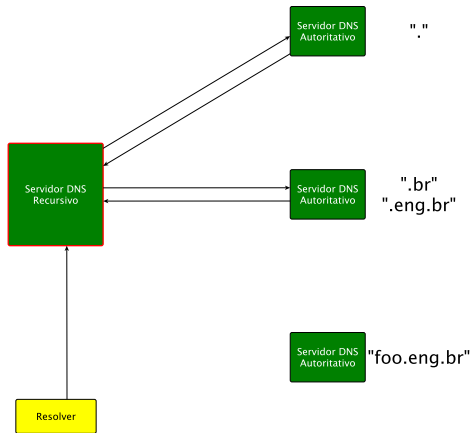 Servidor DNS
Autoritativo
"."
Servidor DNS
Recursivo
Servidor DNS
Autoritativo
".br"
".eng.br"
Servidor DNS
Autoritativo
"foo.eng.br"
Resolver